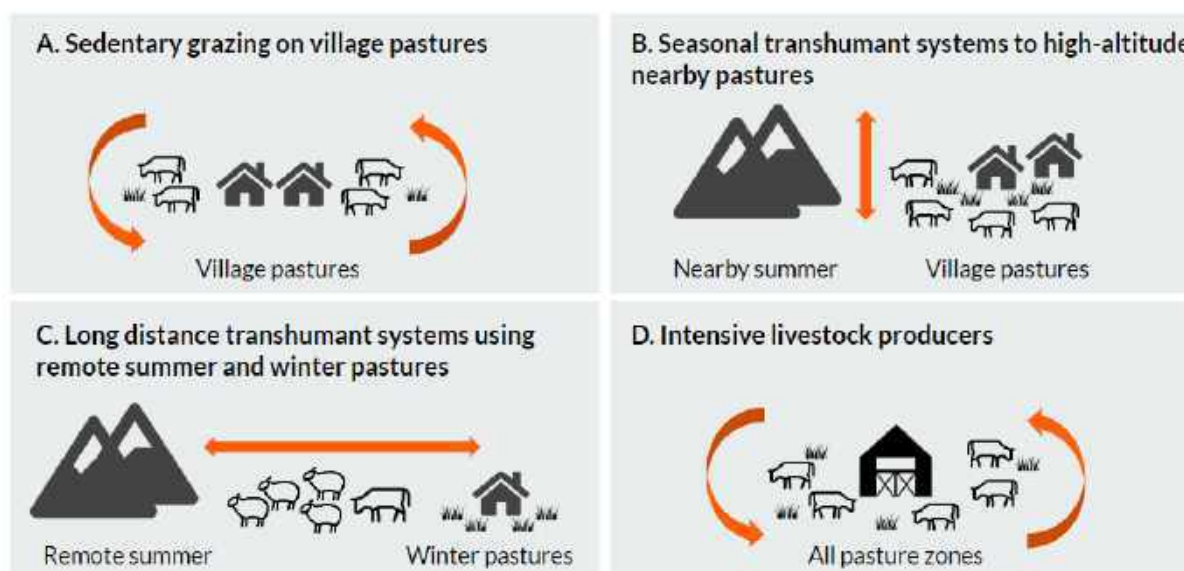 A. Sedentary grazing on village pastures
Village pastures
B. Seasonal transhumant systems to high-altitude
nearby pastures
Nearby summer
Village pastures
C. Long distance transhumant systems using
remote summer and winter pastures
Remote summer
Winter pastures
D. Intensive livestock producers
All pasture zones